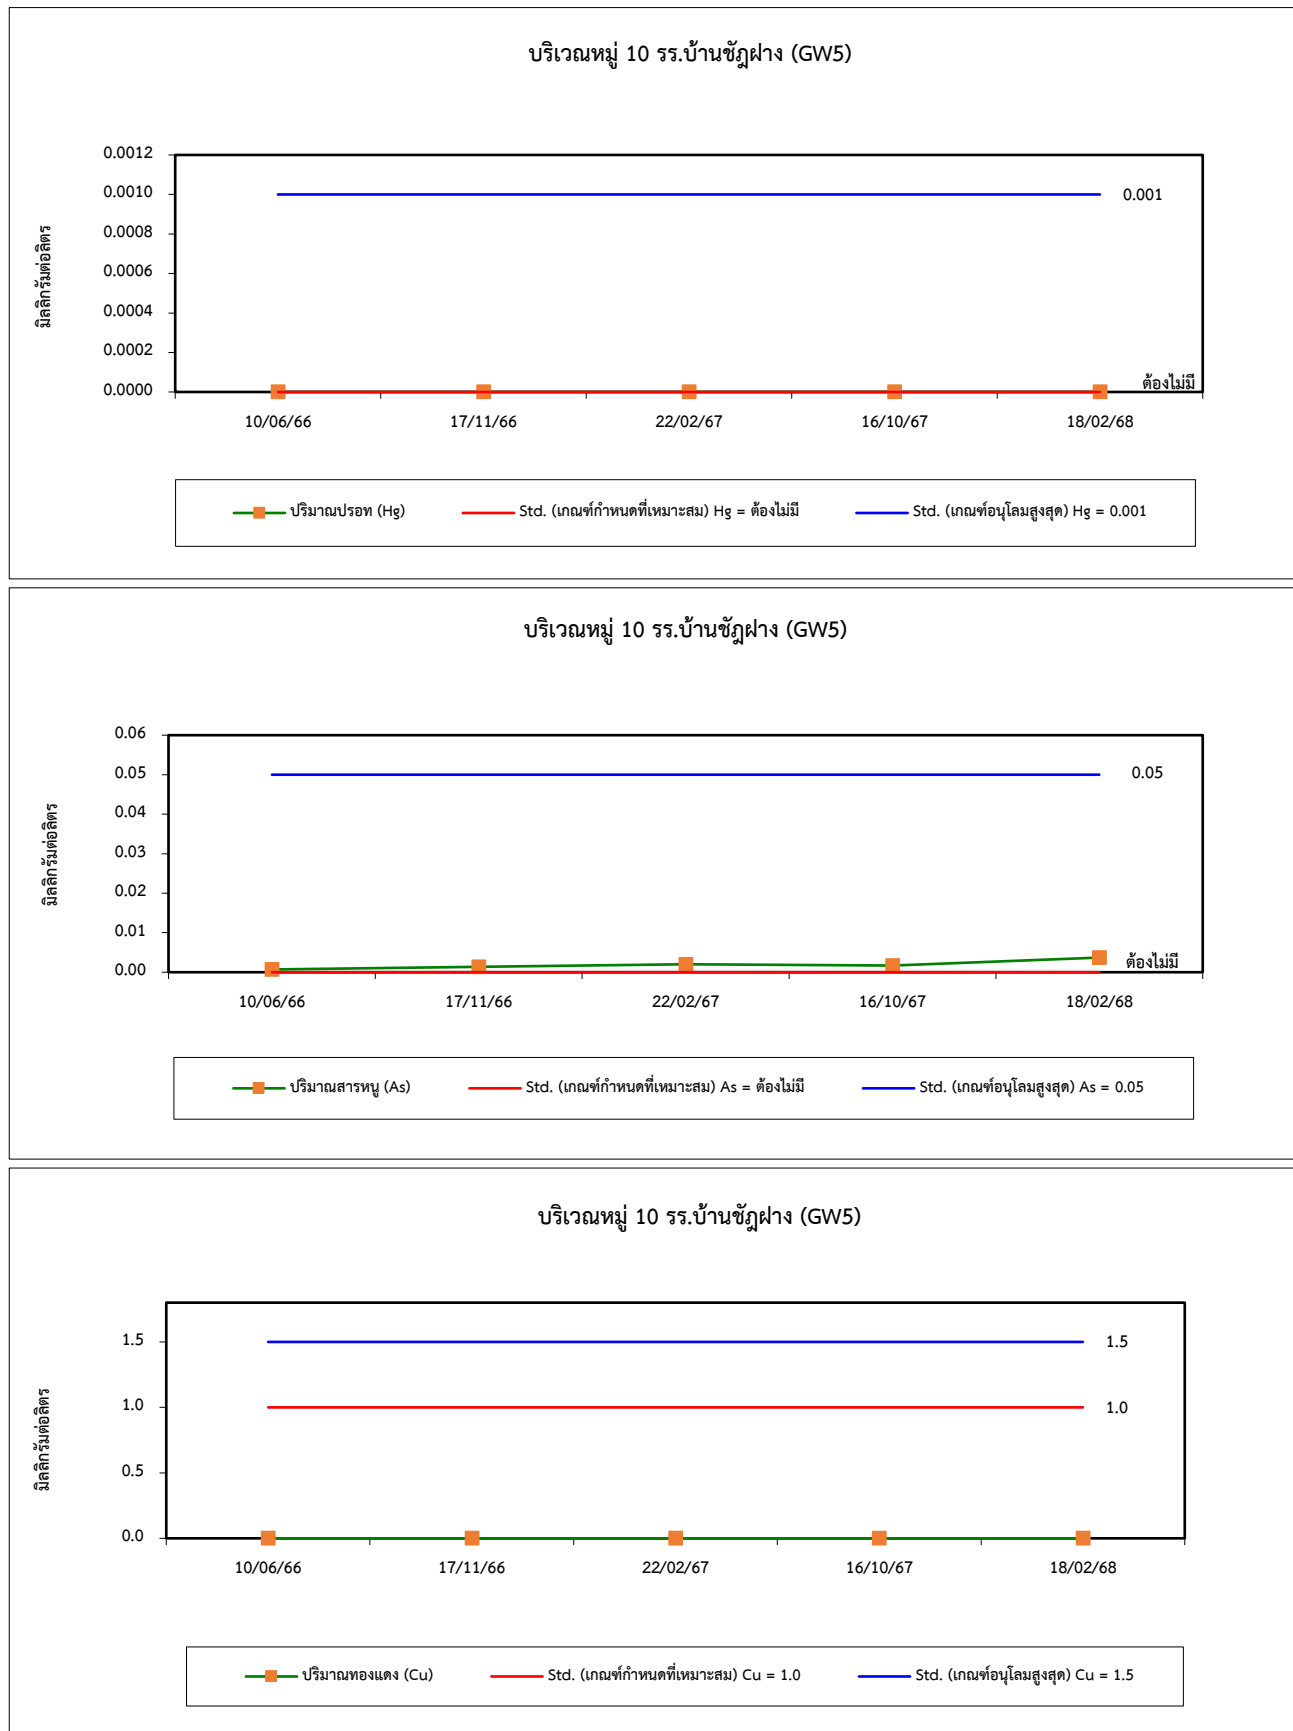 บริเวณหมู่ 10 รร.บ้านชัฎฝาง (GW5)
มิลลิกรัมต่อลิตร
0.0012
0.0010
0.0008
0.0006
0.0004
0.0002
0.0000
0.001
ต้องไม่มี
10/06/66 17/11/66 22/02/67 16/10/67 18/02/68
ปริมาณปรอท (Hg) Std. (เกณฑ์กำหนดที่เหมาะสม) Hg = ต้องไม่มี Std. (เกณฑ์อนุโลมสูงสุด) Hg = 0.001
บริเวณหมู่ 10 รร.บ้านชัฎฝาง (GW5)
มิลลิกรัมต่อลิตร
0.06
0.05
0.04
0.03
0.02
0.01
0.00
0.05
ต้องไม่มี
10/06/66 17/11/66 22/02/67 16/10/67 18/02/68
ปริมาณสารหนู (As) Std. (เกณฑ์กำหนดที่เหมาะสม) As = ต้องไม่มี Std. (เกณฑ์อนุโลมสูงสุด) As = 0.05
บริเวณหมู่ 10 รร.บ้านชัฎฝาง (GW5)
มิลลิกรัมต่อลิตร
1.5
1.0
0.5
0.0
1.5
1.0
10/06/66 17/11/66 22/02/67 16/10/67 18/02/68
ปริมาณทองแดง (Cu) Std. (เกณฑ์กำหนดที่เหมาะสม) Cu = 1.0 Std. (เกณฑ์อนุโลมสูงสุด) Cu = 1.5